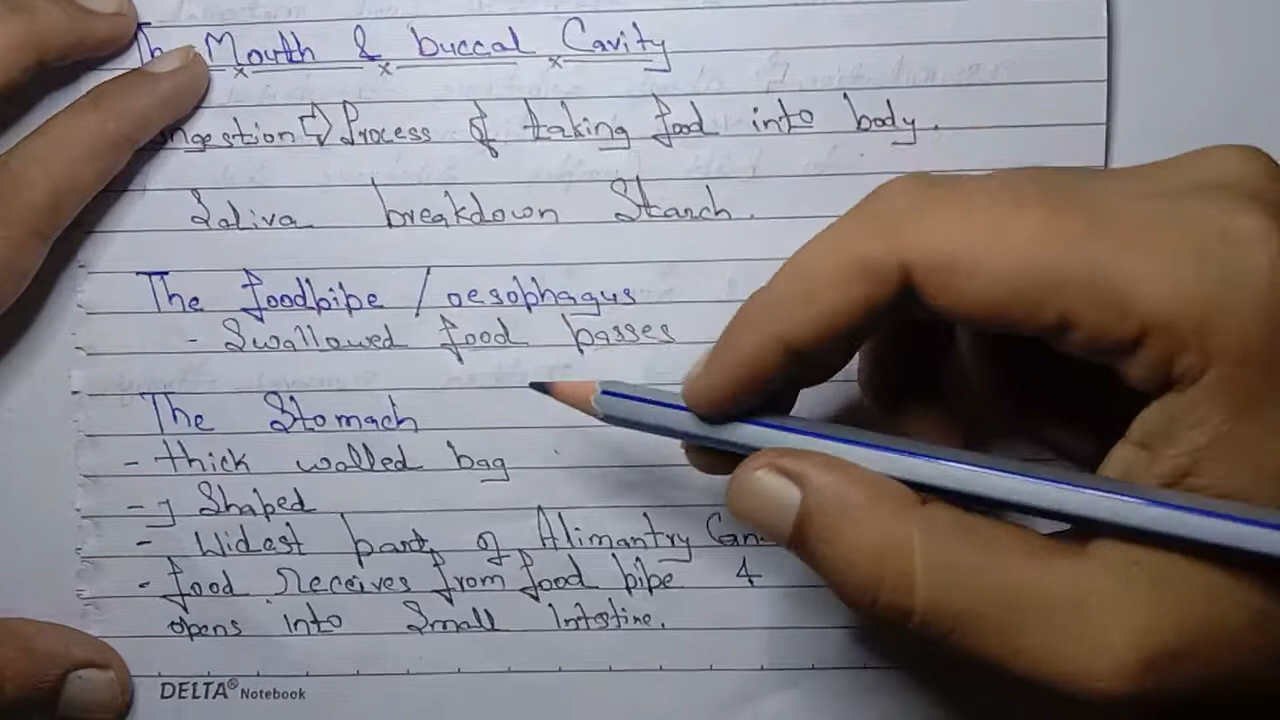 Th Mouth & buccal Cavity
ngestion ⇨ Process of taking food into body.
Saliva breakdown Starch.
The foodpipe / oesophagus
- Swallowed food passes
The Stomach
- thick walled bag
- J Shaped
- Widest part of Alimantry Can
- food Receives from food pipe &
opens into Small Intestine.
DELTA® Notebook